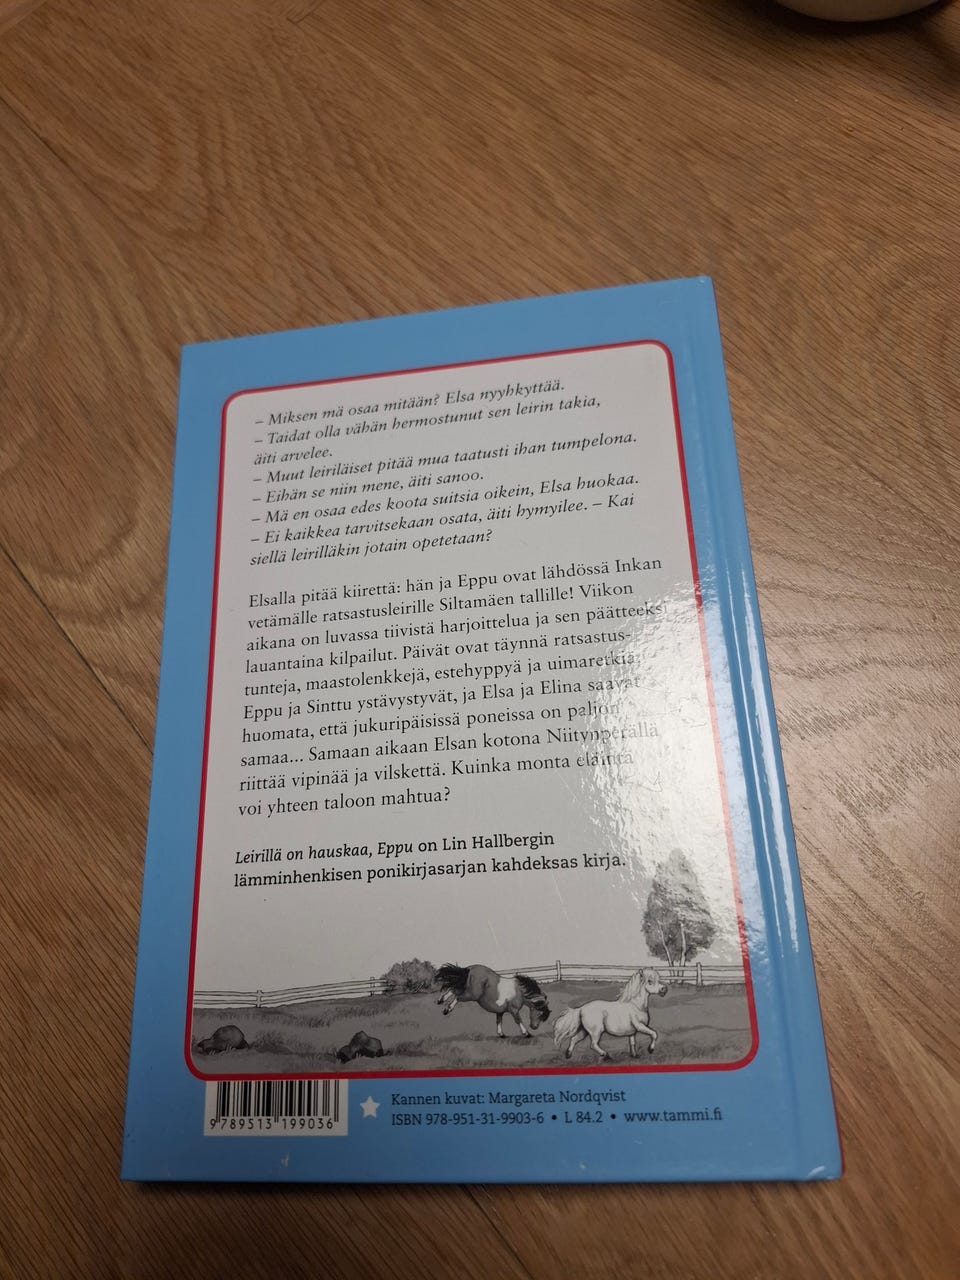 – Miksen mä osaa mitään? Elsa nyyhkyttää.
– Taidat olla vähän hermostunut sen leirin takia,
äiti arvelee.
– Muut leiriläiset pitää mua taatusti ihan tumpelona.
– Eihän se niin mene, äiti sanoo.
– Mä en osaa edes koota suitsia oikein, Elsa huokaa.
– Ei kaikkea tarvitsekaan osata, äiti hymyilee. – Kai
siellä leirilläkin jotain opetetaan?
Elsalla pitää kiirettä: hän ja Eppu ovat lähdössä Inkan
vetämälle ratsastusleirille Siltamäen tallille! Viikon
aikana on luvassa tiivistä harjoittelua ja sen päätteeksi
lauantaina kilpailut. Päivät ovat täynnä ratsastus-
tunteja, maastolenkkejä, estehyppyä ja uimaretkiä.
Eppu ja Sinttu ystävystyvät, ja Elsa ja Elina saavat
huomata, että jukuripäisissä poneissa on paljon
samaa... Samaan aikaan Elsan kotona Niitynperällä
riittää vipinää ja vilskettä. Kuinka monta eläintä
voi yhteen taloon mahtua?
Leirillä on hauskaa, Eppu on Lin Hallbergin
lämminhenkisen ponikirjasarjan kahdeksas kirja.
Kannen kuvat: Margareta Nordqvist
ISBN 978-951-31-9903-6 • L 84.2 • www.tammi.fi
9 789513 199036